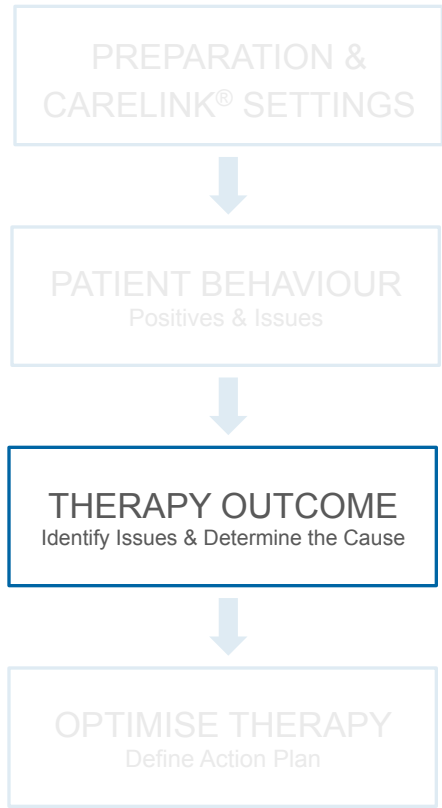 PREPARATION &
CARELINK® SETTINGS
PATIENT BEHAVIOUR
Positives & Issues
THERAPY OUTCOME
Identify Issues & Determine the Cause
OPTIMISE THERAPY
Define Action Plan